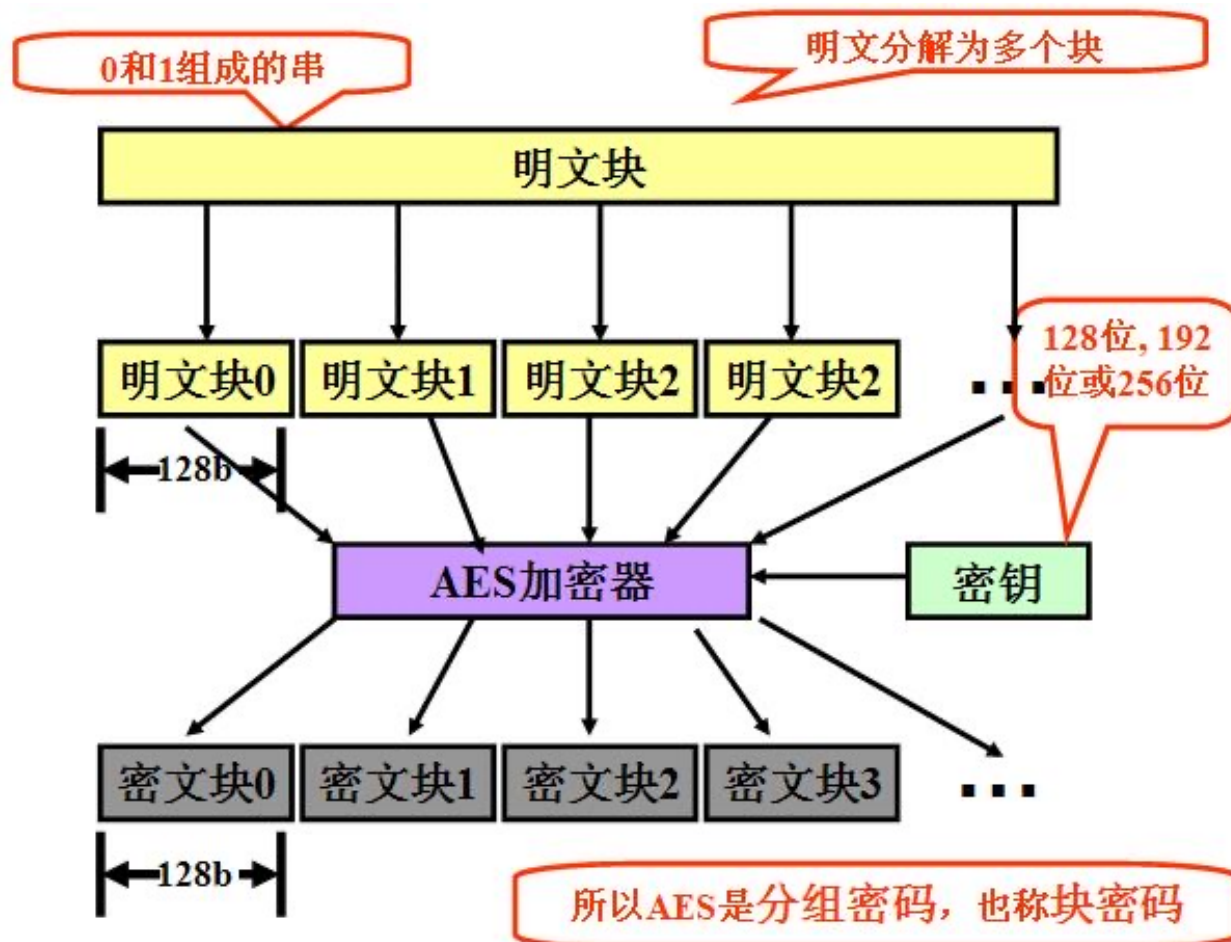 0和1组成的串
明文分解为多个块
明文块
明文块0
明文块1
明文块2
明文块2
...
128位, 192
位或256位
128b
AES加密器
密钥
密文块0
密文块1
密文块2
密文块3
...
128b
所以AES是分组密码，也称块密码